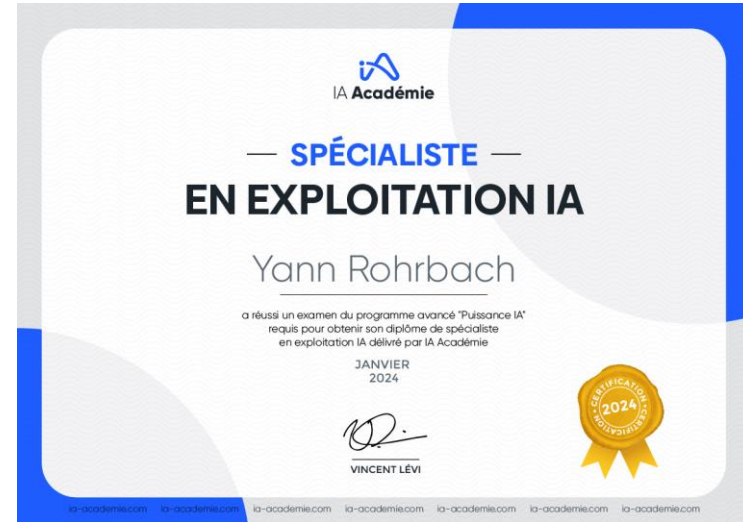 IA Académie
SPÉCIALISTE
EN EXPLOITATION IA
Yann Rohrbach
a réussi un examen du programme avancé "Puissance IA"
requis pour obtenir son diplôme de spécialiste
en exploitation IA délivré par IA Académie
JANVIER
2024
VINCENT LÉVI
CERTIFICATION
2024
CERTIFICATION
ia-academie.com ia-academie.com ia-academie.com ia-academie.com ia-academie.com ia-academie.com ia-academie.com